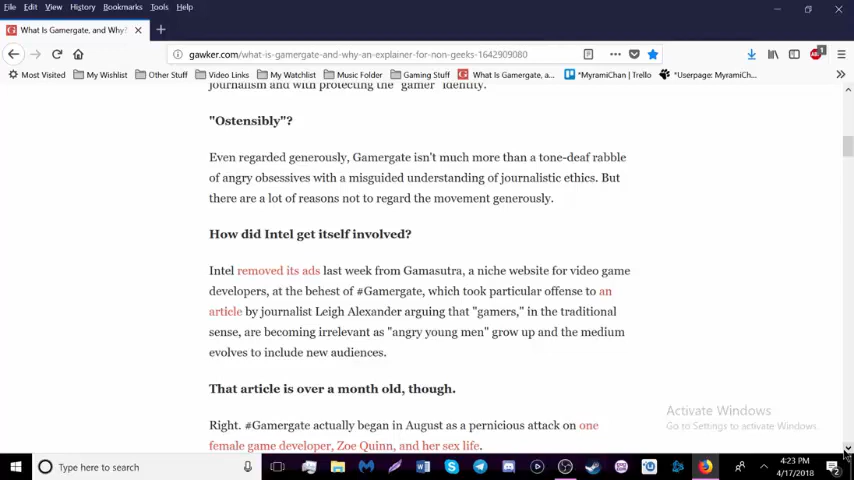 File Edit View History Bookmarks Tools Help
What Is Gamergate, and Why?
gawker.com/what-is-gamergate-and-why-an-explainer-for-non-geeks-1642909080
1
Most Visited My Wishlist Other Stuff Video Links My Watchlist Music Folder Gaming Stuff What Is Gamergate, a... *MyramiChan | Trello *Userpage: MyramiCh...
journalism and with protecting the "gamer" identity.
"Ostensibly"?
Even regarded generously, Gamergate isn't much more than a tone-deaf rabble
of angry obsessives with a misguided understanding of journalistic ethics. But
there are a lot of reasons not to regard the movement generously.
How did Intel get itself involved?
Intel removed its ads last week from Gamasutra, a niche website for video game
developers, at the behest of #Gamergate, which took particular offense to an
article by journalist Leigh Alexander arguing that "gamers," in the traditional
sense, are becoming irrelevant as "angry young men" grow up and the medium
evolves to include new audiences.
That article is over a month old, though.
Right. #Gamergate actually began in August as a pernicious attack on one
female game developer, Zoe Quinn, and her sex life.
Activate Windows
Go to Settings to activate Windows.
Type here to search
4:23 PM
4/17/2018
2